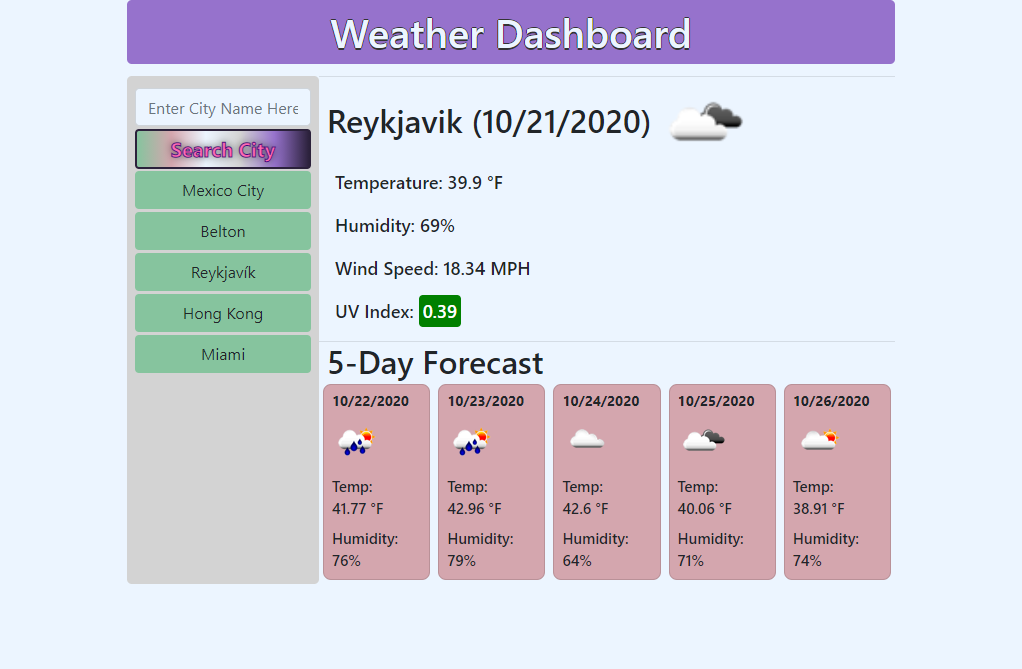 Weather Dashboard
Enter City Name Here
Search City
Mexico City
Belton
Reykjavík
Hong Kong
Miami
Reykjavik (10/21/2020)
Temperature: 39.9 °F
Humidity: 69%
Wind Speed: 18.34 MPH
UV Index: 0.39
5-Day Forecast
10/22/2020
Temp:
41.77 °F
Humidity:
76%
10/23/2020
Temp:
42.96 °F
Humidity:
79%
10/24/2020
Temp:
42.6 °F
Humidity:
64%
10/25/2020
Temp:
40.06 °F
Humidity:
71%
10/26/2020
Temp:
38.91 °F
Humidity:
74%